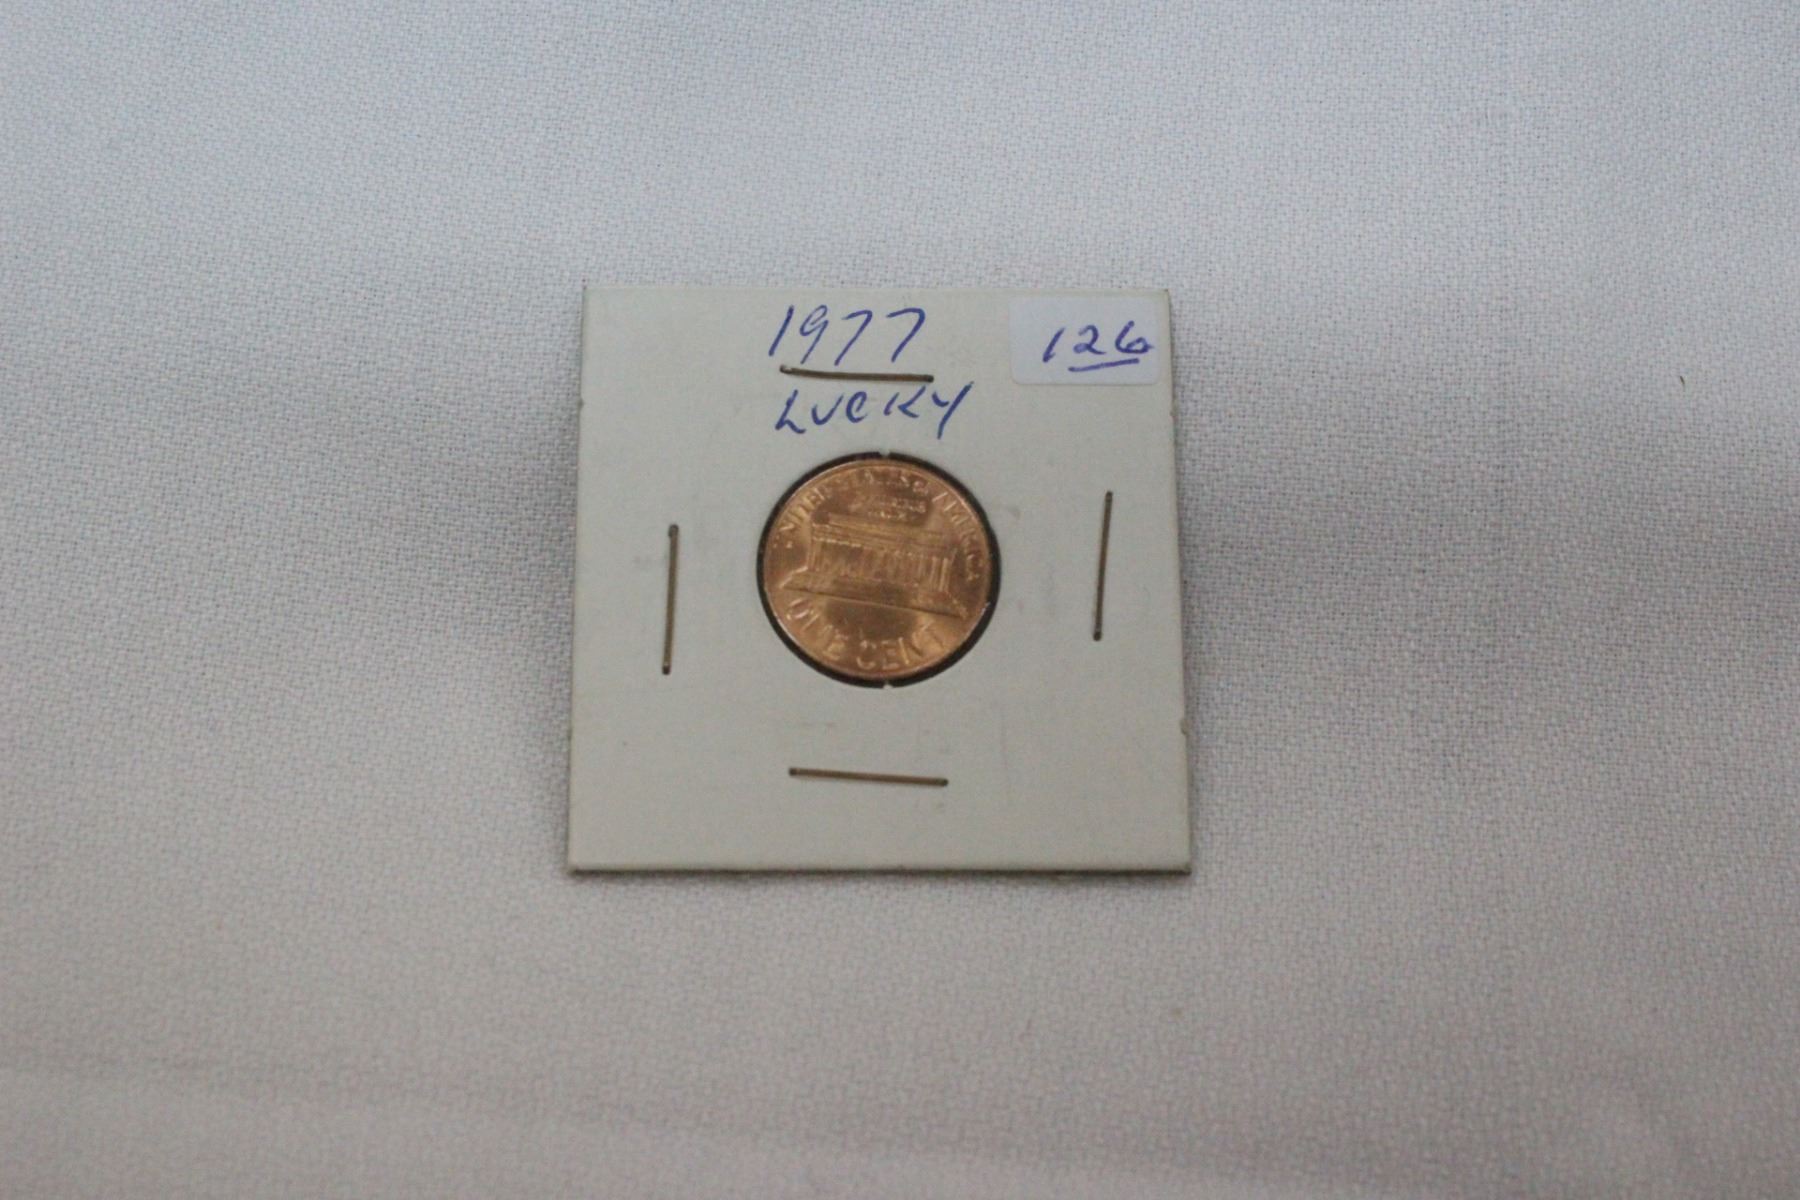 1977
126
LUCKY
UNITED STATES OF AMERICA
E PLURIBUS
UNUM
ONE CENT